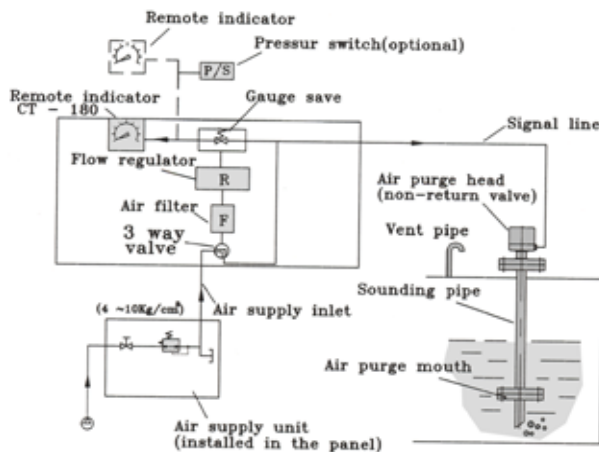 Remote indicator
P/S
Pressur switch(optional)
Remote indicator
CT - 180
Gauge save
Signal line
Flow regulator
R
Air purge head
(non-return valve)
Air filter
F
3 way
valve
Vent pipe
Sounding pipe
(4 ~10Kg/cm²)
Air supply inlet
Air purge mouth
Air supply unit
(installed in the panel)